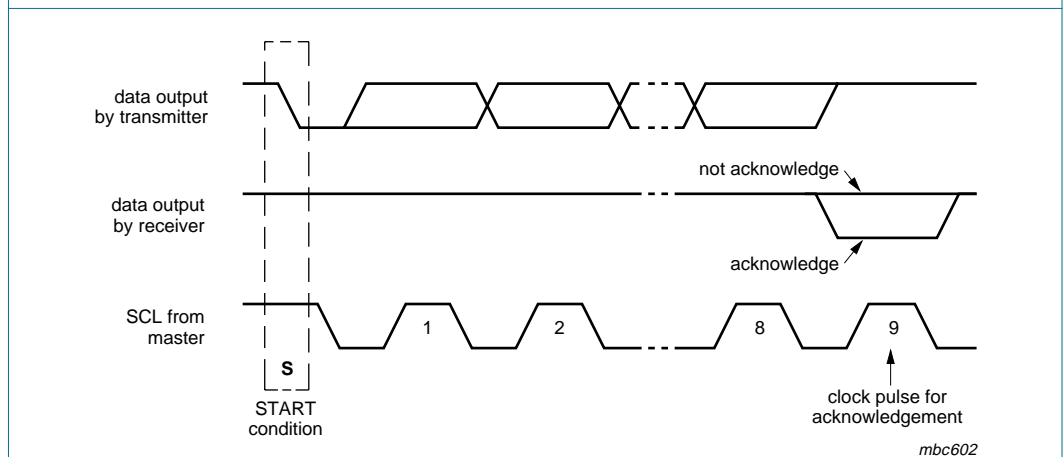 data output
by transmitter
not acknowledge
data output
by receiver
acknowledge
SCL from
master
1
2
8
9
S
START
condition
clock pulse for
acknowledgement
mbc602